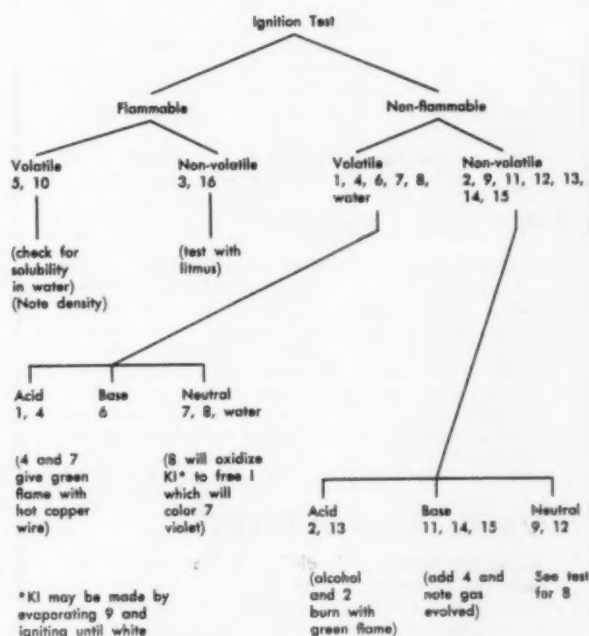 Ignition Test
Flammable
Non-flammable
Volatile
5, 10
Non-volatile
3, 16
Volatile
1, 4, 6, 7, 8,
water
Non-volatile
2, 9, 11, 12, 13,
14, 15
(check for
solubility
in water)
(Note density)
(test with
litmus)
Acid
1, 4
Base
6
Neutral
7, 8, water
(4 and 7
give green
flame with
hot copper
wire)
(8 will oxidize
KI* to free I
which will
color 7
violet)
Acid
2, 13
Base
11, 14, 15
Neutral
9, 12
(alcohol
and 2
burn with
green flame)
(add 4 and
note gas
evolved)
See test
for 8
*KI may be made by
evaporating 9 and
igniting until white